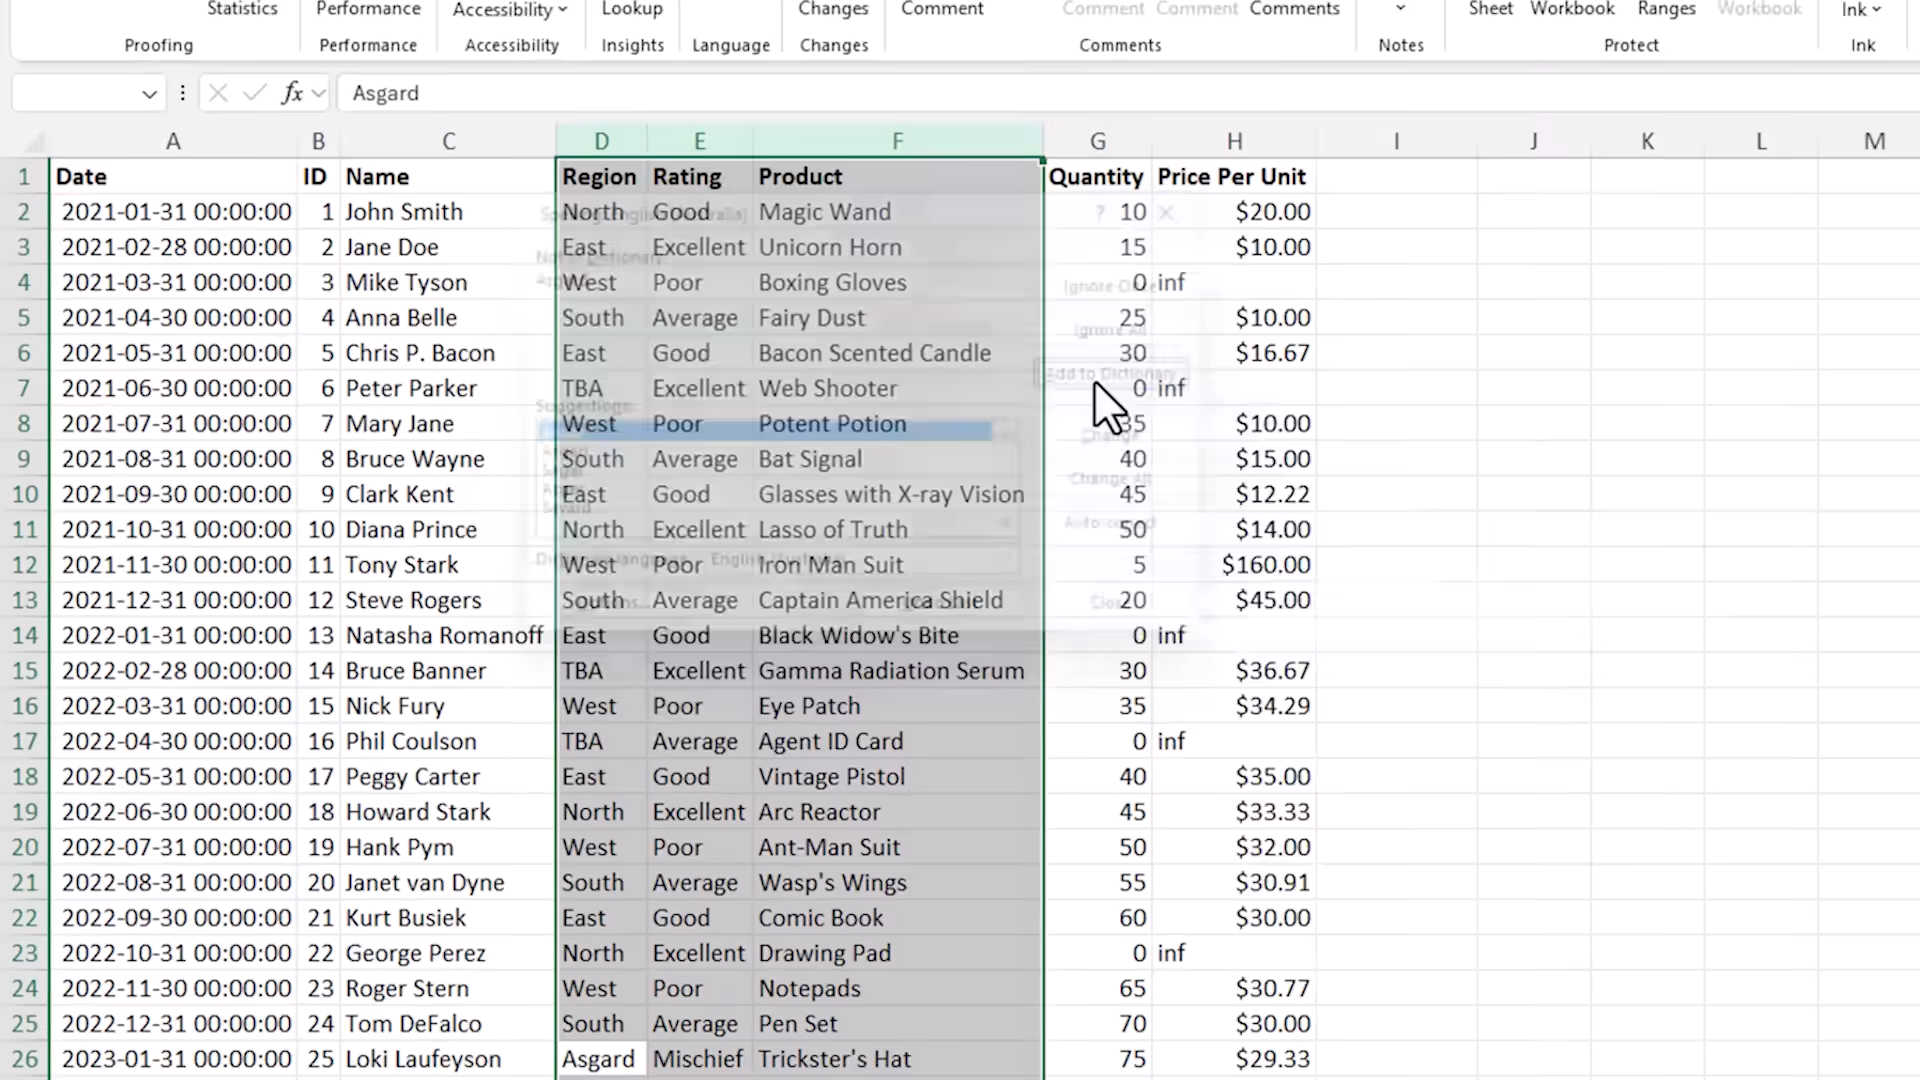 Statistics Performance Accessibility Lookup Changes Comment Comment Comment Comments Sheet Workbook Ranges Workbook Ink
Proofing Performance Accessibility Insights Language Changes Comments Notes Protect Ink
fx Asgard
A B C D E F G H I J K L M
1 Date ID Name Region Rating Product Quantity Price Per Unit
2 2021-01-31 00:00:00 1 John Smith North Good Magic Wand 10 $20.00
3 2021-02-28 00:00:00 2 Jane Doe East Excellent Unicorn Horn 15 $10.00
4 2021-03-31 00:00:00 3 Mike Tyson West Poor Boxing Gloves 0 inf
5 2021-04-30 00:00:00 4 Anna Belle South Average Fairy Dust 25 $10.00
6 2021-05-31 00:00:00 5 Chris P. Bacon East Good Bacon Scented Candle 30 $16.67
Add to Dictionary
7 2021-06-30 00:00:00 6 Peter Parker TBA Excellent Web Shooter 0 inf
Suggestions:
8 2021-07-31 00:00:00 7 Mary Jane West Poor Potent Potion 35 $10.00
Change
9 2021-08-31 00:00:00 8 Bruce Wayne South Average Bat Signal 40 $15.00
Change All
10 2021-09-30 00:00:00 9 Clark Kent East Good Glasses with X-ray Vision 45 $12.22
11 2021-10-31 00:00:00 10 Diana Prince North Excellent Lasso of Truth 50 $14.00
12 2021-11-30 00:00:00 11 Tony Stark West Poor Iron Man Suit 5 $160.00
13 2021-12-31 00:00:00 12 Steve Rogers South Average Captain America Shield 20 $45.00
14 2022-01-31 00:00:00 13 Natasha Romanoff East Good Black Widow's Bite 0 inf
15 2022-02-28 00:00:00 14 Bruce Banner TBA Excellent Gamma Radiation Serum 30 $36.67
16 2022-03-31 00:00:00 15 Nick Fury West Poor Eye Patch 35 $34.29
17 2022-04-30 00:00:00 16 Phil Coulson TBA Average Agent ID Card 0 inf
18 2022-05-31 00:00:00 17 Peggy Carter East Good Vintage Pistol 40 $35.00
19 2022-06-30 00:00:00 18 Howard Stark North Excellent Arc Reactor 45 $33.33
20 2022-07-31 00:00:00 19 Hank Pym West Poor Ant-Man Suit 50 $32.00
21 2022-08-31 00:00:00 20 Janet van Dyne South Average Wasp's Wings 55 $30.91
22 2022-09-30 00:00:00 21 Kurt Busiek East Good Comic Book 60 $30.00
23 2022-10-31 00:00:00 22 George Perez North Excellent Drawing Pad 0 inf
24 2022-11-30 00:00:00 23 Roger Stern West Poor Notepads 65 $30.77
25 2022-12-31 00:00:00 24 Tom DeFalco South Average Pen Set 70 $30.00
26 2023-01-31 00:00:00 25 Loki Laufeyson Asgard Mischief Trickster's Hat 75 $29.33